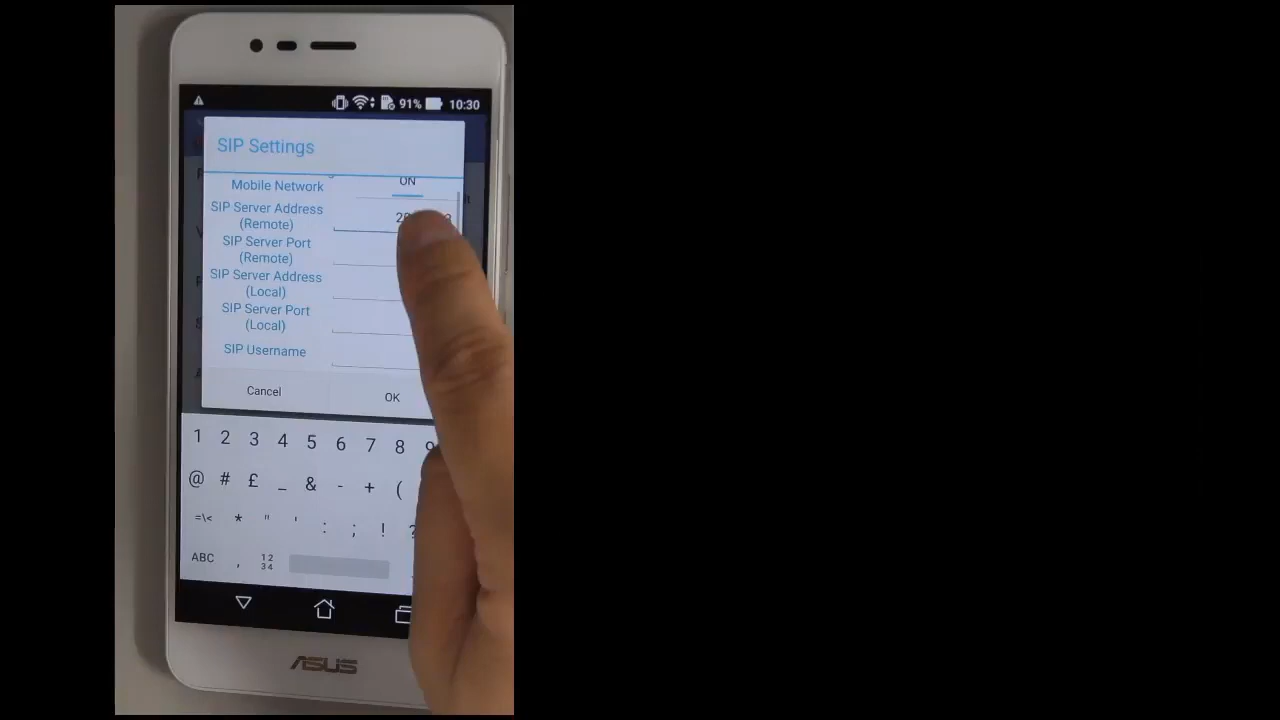 91% 10:30
SIP Settings
Mobile Network ON
SIP Server Address
(Remote)
SIP Server Port
(Remote)
SIP Server Address
(Local)
SIP Server Port
(Local)
SIP Username
Cancel OK
1 2 3 4 5 6 7 8 9
@ # £ _ & - + (
=\< * " ' : ; ! ?
ABC , 12
34
ASUS